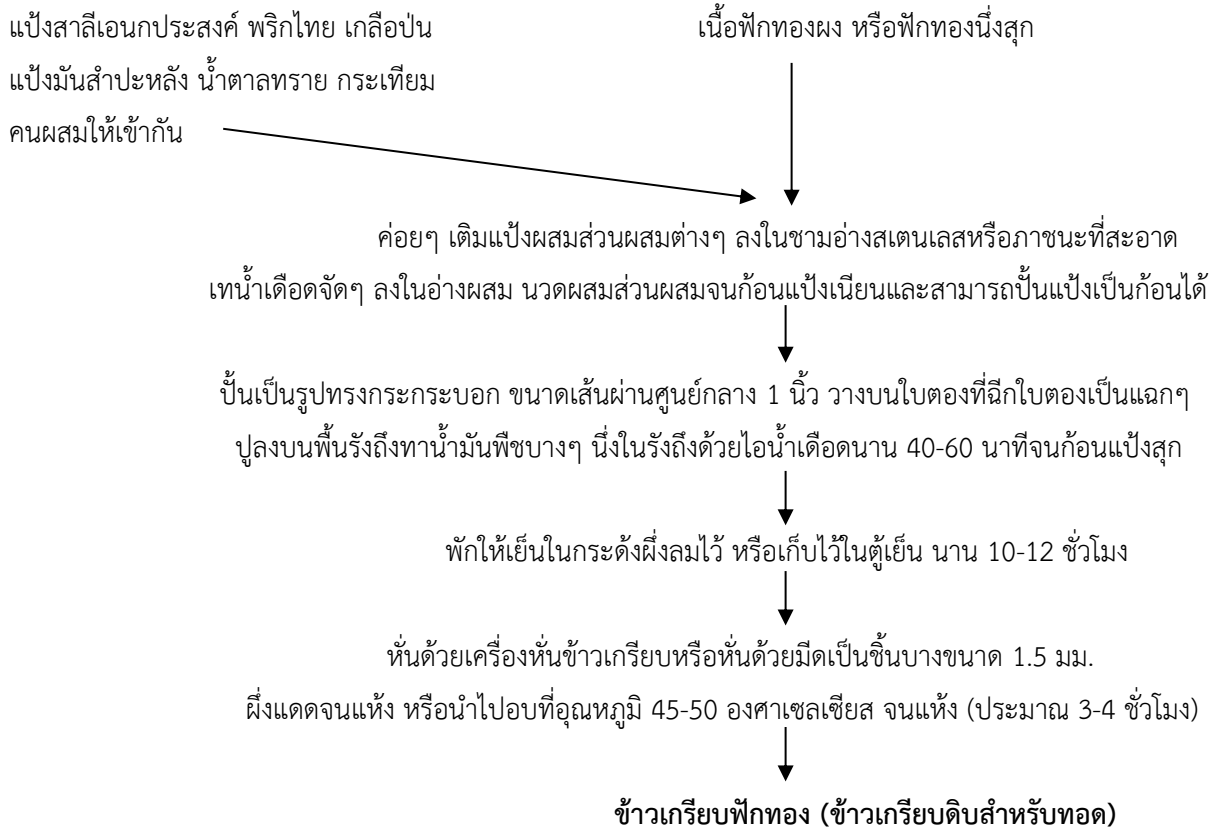 แป้งสาลีเอนกประสงค์ พริกไทย เกลือป่น
แป้งมันสำปะหลัง น้ำตาลทราย กระเทียม
คนผสมให้เข้ากัน
เนื้อฟักทองผง หรือฟักทองนึ่งสุก
ค่อยๆ เติมแป้งผสมส่วนผสมต่างๆ ลงในชามอ่างสเตนเลสหรือภาชนะที่สะอาด
เทน้ำเดือดจัดๆ ลงในอ่างผสม นวดผสมส่วนผสมจนก้อนแป้งเนียนและสามารถปั้นแป้งเป็นก้อนได้
ปั้นเป็นรูปทรงกระกระบอก ขนาดเส้นผ่านศูนย์กลาง 1 นิ้ว วางบนใบตองที่ฉีกใบตองเป็นแฉกๆ
ปูลงบนพื้นรังถึงทาน้ำมันพืชบางๆ นึ่งในรังถึงด้วยไอน้ำเดือดนาน 40-60 นาทีจนก้อนแป้งสุก
พักให้เย็นในกระด้งผึ่งลมไว้ หรือเก็บไว้ในตู้เย็น นาน 10-12 ชั่วโมง
หั่นด้วยเครื่องหั่นข้าวเกรียบหรือหั่นด้วยมีดเป็นชิ้นบางขนาด 1.5 มม.
ผึ่งแดดจนแห้ง หรือนำไปอบที่อุณหภูมิ 45-50 องศาเซลเซียส จนแห้ง (ประมาณ 3-4 ชั่วโมง)
ข้าวเกรียบฟักทอง (ข้าวเกรียบดิบสำหรับทอด)